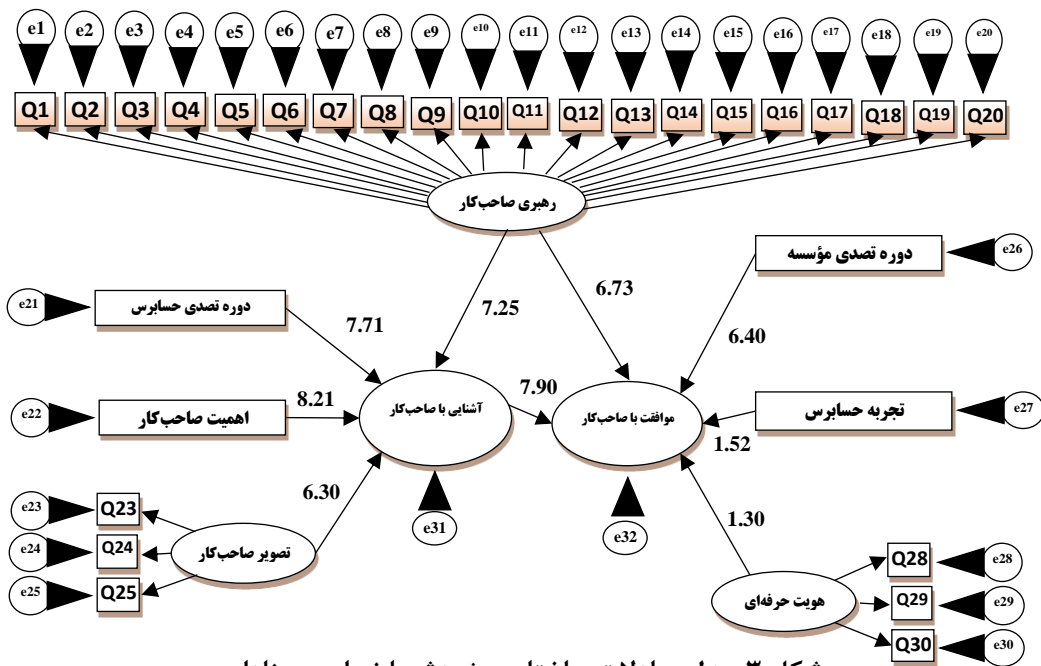 e1 e2 e3 e4 e5 e6 e7 e8 e9 e10 e11 e12 e13 e14 e15 e16 e17 e18 e19 e20
Q1 Q2 Q3 Q4 Q5 Q6 Q7 Q8 Q9 Q10 Q11 Q12 Q13 Q14 Q15 Q16 Q17 Q18 Q19 Q20
رهبری صاحب‌کار
دوره تصدی مؤسسه
e26
e21
دوره تصدی حسابرس
7.71
7.25
6.73
6.40
e22
اهمیت صاحب‌کار
8.21
آشنایی با صاحب‌کار
7.90
موافقت با صاحب‌کار
تجربه حسابرس
e27
1.52
6.30
e23
Q23
e24
Q24
تصویر صاحب‌کار
e25
Q25
e31
e32
1.30
هویت حرفه‌ای
Q28
e28
Q29
e29
Q30
e30